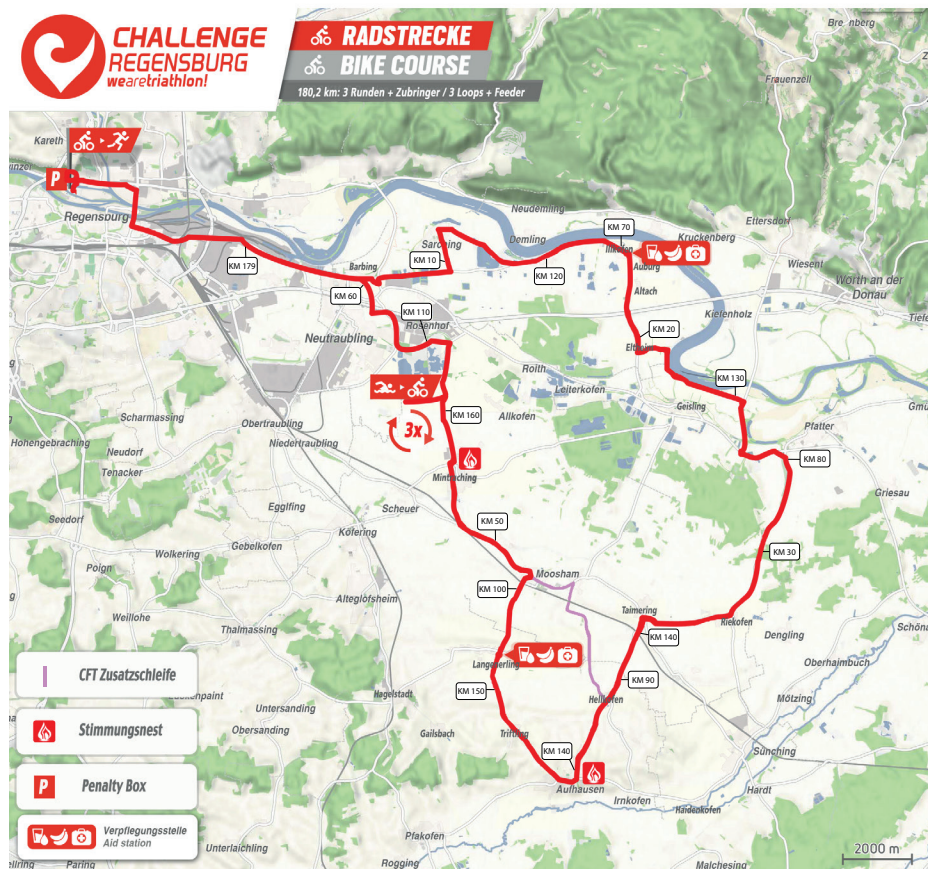 CHALLENGE
REGENSBURG
wearetriathlon!
RADSTRECKE
BIKE COURSE
180,2 km: 3 Runden + Zubringer / 3 Loops + Feeder
Frauenzell
Kareth
P
Regensburg
Neudemling
Ettersdorf
KM 70
Kruckenberg
Demling
Sarching
KM 10
Barbing
KM 179
KM 120
Auburg
Wiesent
Altach
Wörth an der
Donau
KM 60
KM 110
Rosenhof
Kiefenholz
KM 20
Neutraubling
Roith
Leiterkofen
KM 130
Geisling
Allkofen
KM 160
3x
Obertraubling
Niedertraubling
Scharmassing
Hohengebraching
Neudorf
Tenacker
Pfatter
KM 80
Griesau
Egglfing
Scheuer
Seedorf
Gebelkofen
Köfering
KM 50
Wolkering
Poign
KM 30
Moosham
KM 100
Alteglofsheim
Weillohe
Thalmassing
Taimering
Riekofen
Dengling
KM 140
Oberhaimbuch
Langenerling
KM 150
KM 90
Mötzing
Hagelstadt
Untersanding
Obersanding
Gailsbach
Triftlfing
KM 140
Sünching
Aufhausen
Irnkofen
Haidenkofen
Hardt
CFT Zusatzschleife
Stimmungsnest
P
Penalty Box
Verpflegungsstelle
Aid station
Pfakofen
Unterlaichling
Rogging
Paring
Malchesing
2000 m